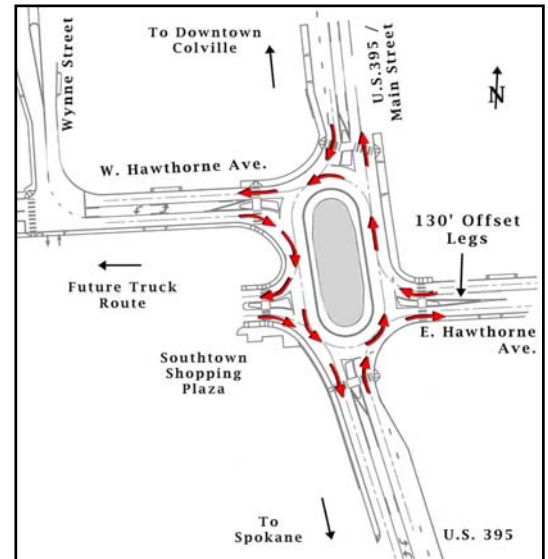 To Downtown
Colville
Wynne Street
U.S.395 /
Main Street
N
W. Hawthorne Ave.
130' Offset
Legs
Future Truck
Route
E. Hawthorne
Ave.
Southtown
Shopping
Plaza
To
Spokane
U.S. 395